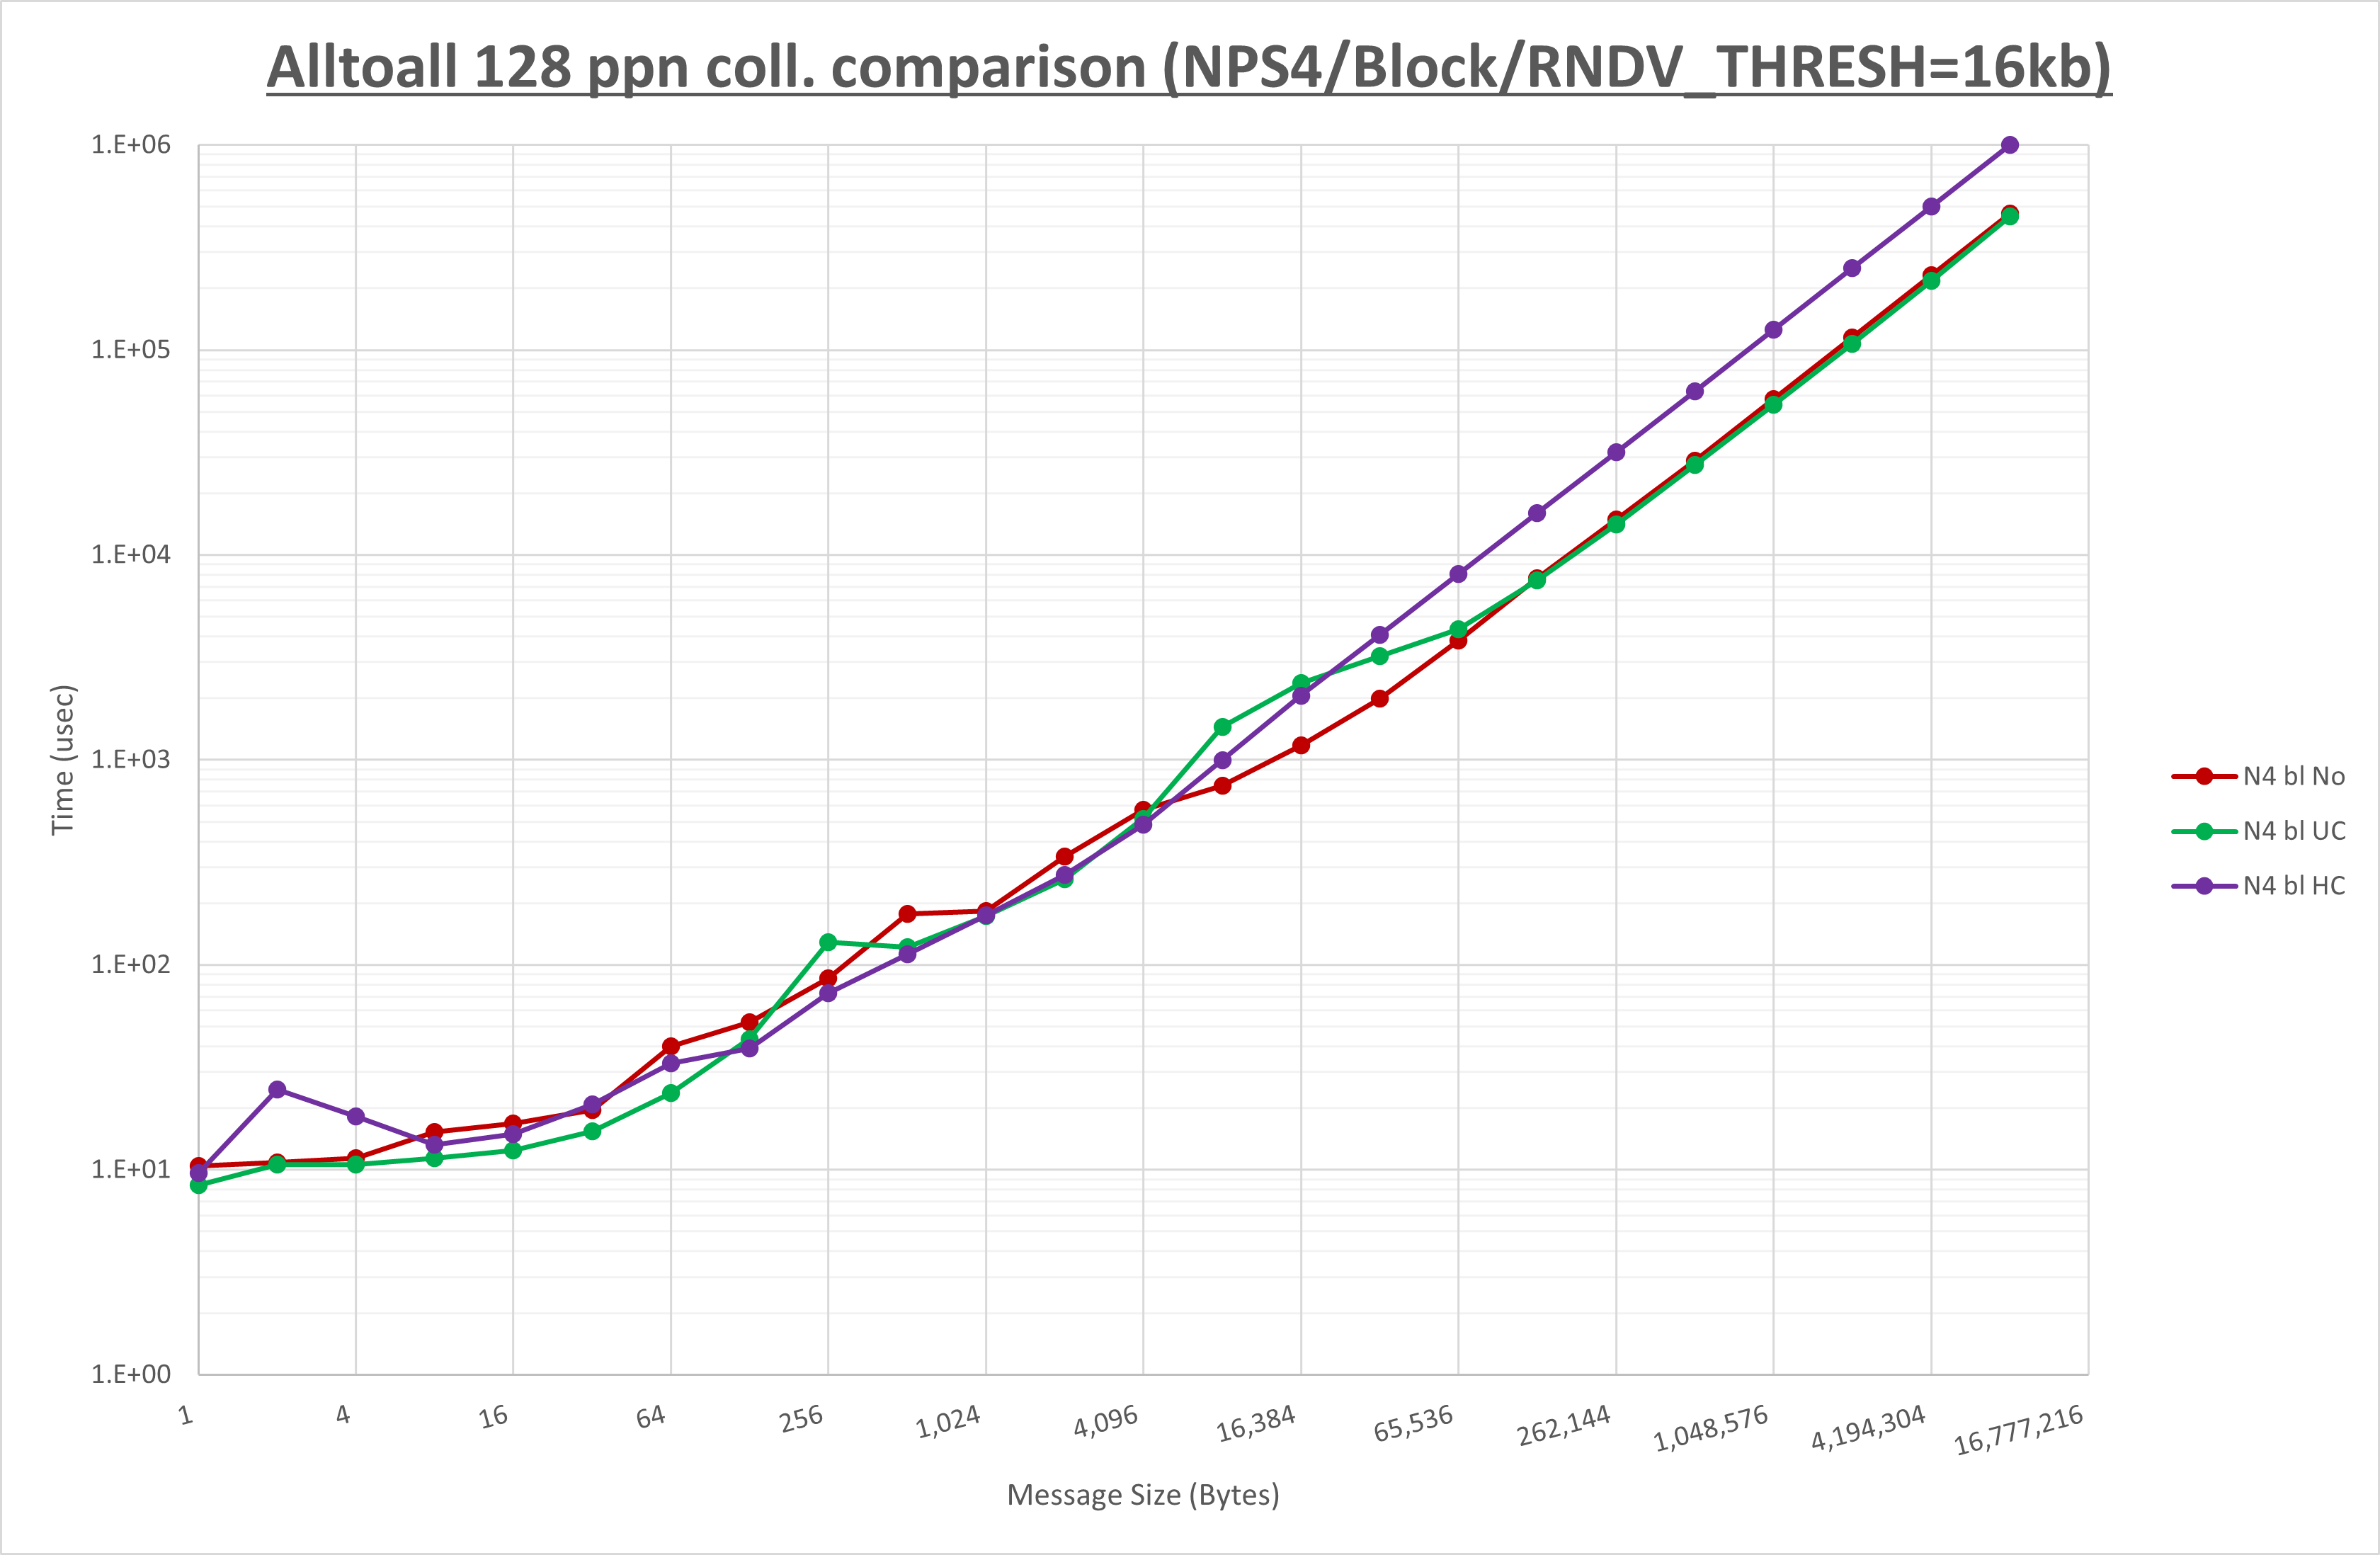 Alltoall 128 ppn coll. comparison (NPS4/Block/RNDV_THRESH=16kb)
1.E+06
1.E+05
1.E+04
1.E+03
1.E+02
1.E+01
1.E+00
Time (usec)
1
4
16
64
256
1,024
4,096
16,384
65,536
262,144
1,048,576
4,194,304
16,777,216
Message Size (Bytes)
N4 bl No
N4 bl UC
N4 bl HC